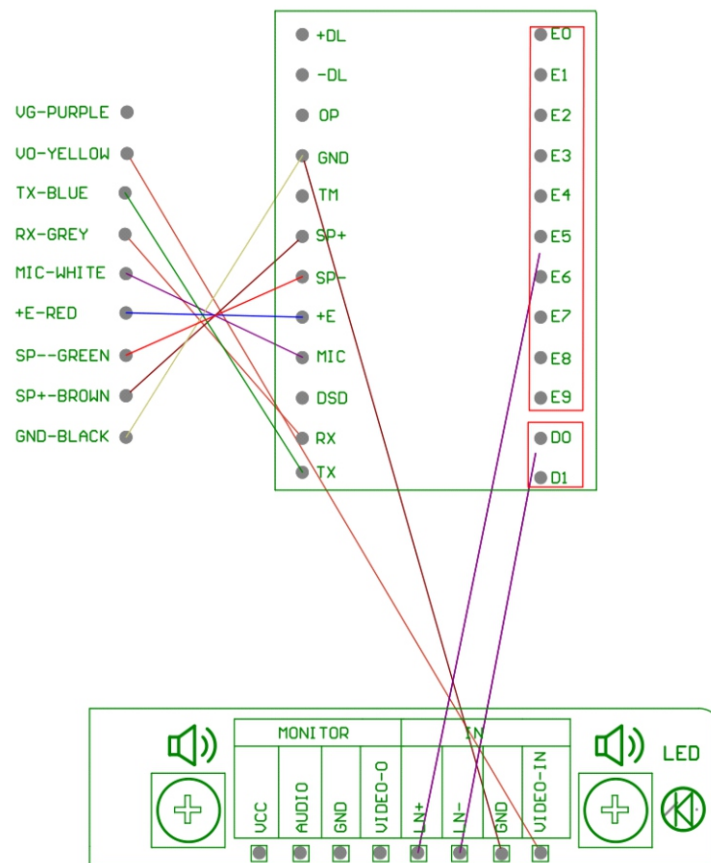 VG-PURPLE
VO-YELLOW
TX-BLUE
RX-GREY
MIC-WHITE
+E-RED
SP--GREEN
SP+-BROWN
GND-BLACK
+DL
-DL
OP
GND
TM
SP+
SP-
+E
MIC
DSD
RX
TX
E0
E1
E2
E3
E4
E5
E6
E7
E8
E9
D0
D1
MONITOR
IN
VCC
AUDIO
GND
VIDEO-O
LN+
LN-
GND
VIDEO-IN
LED